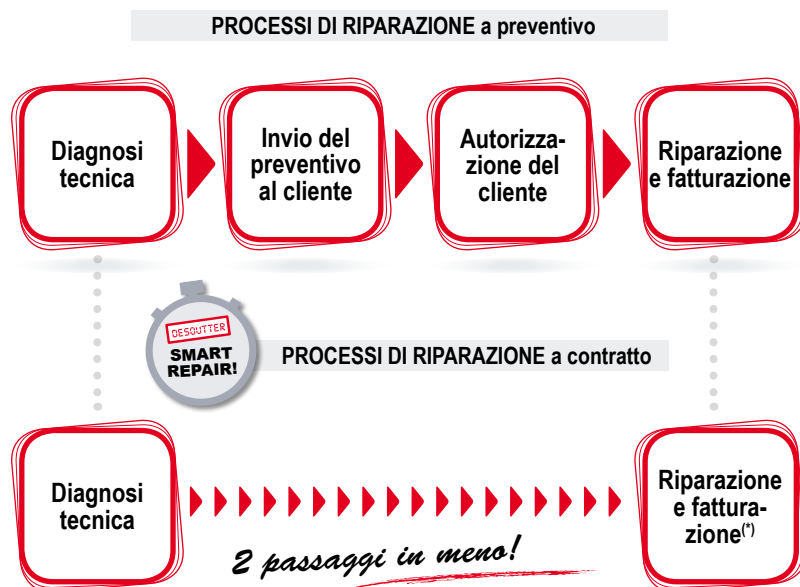 PROCESSI DI RIPARAZIONE a preventivo
Diagnosi
tecnica
Invio del
preventivo
al cliente
Autorizza-
zione del
cliente
Riparazione
e fatturazione
DESOUTTER
SMART
REPAIR!
PROCESSI DI RIPARAZIONE a contratto
Diagnosi
tecnica
Riparazione
e fattura-
zione(*)
2 passaggi in meno!